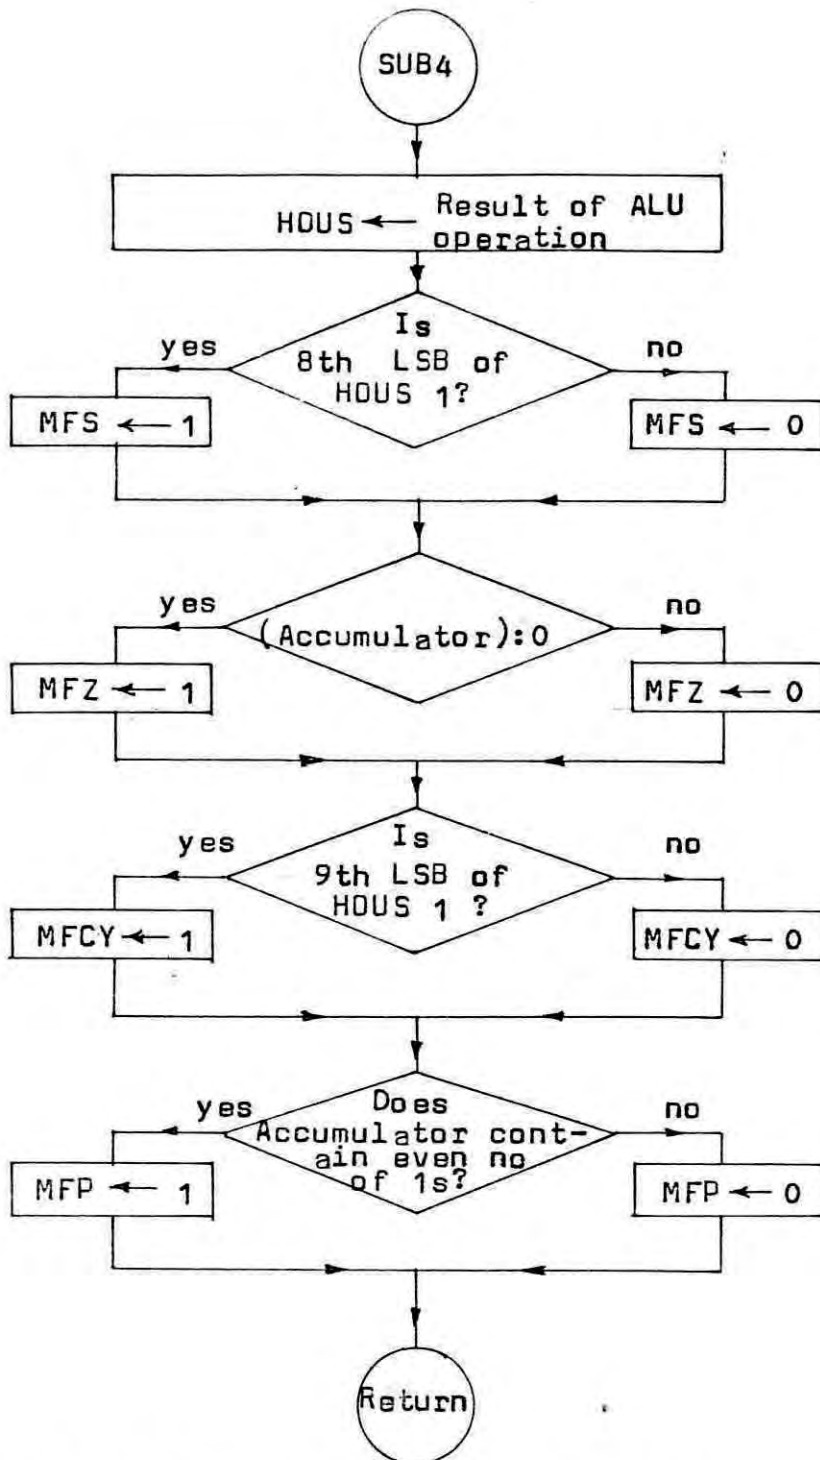 SUB4
HOUS ← Result of ALU
operation
Is
8th LSB of
HOUS 1?
yes
no
MFS ← 1
MFS ← 0
(Accumulator):0
yes
no
MFZ ← 1
MFZ ← 0
Is
9th LSB of
HOUS 1 ?
yes
no
MFCY ← 1
MFCY ← 0
Does
Accumulator cont-
ain even no
of 1s?
yes
no
MFP ← 1
MFP ← 0
Return